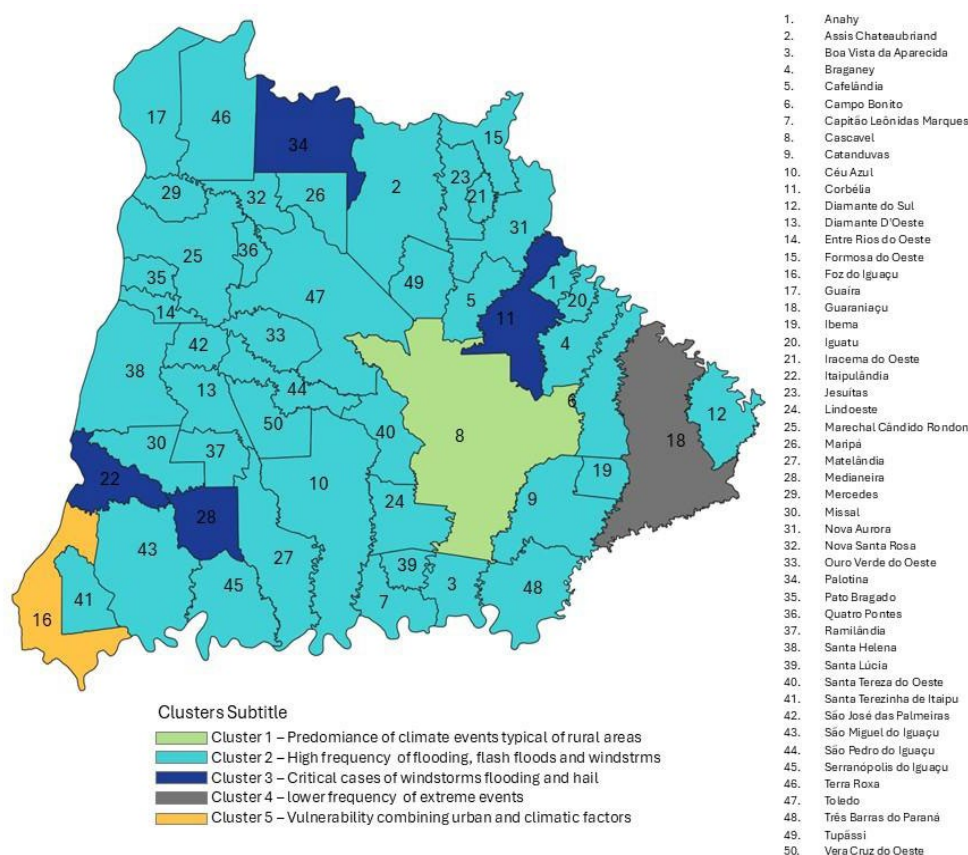 17
46
34
15
2
23
21
29
32
26
31
36
25
35
49
47
5
1
20
14
11
33
42
4
38
13
44
6
12
50
40
8
18
30
37
10
22
24
9
19
28
43
27
39
45
3
48
7
41
16
Clusters Subtitle
Cluster 1 – Predomiance of climate events typical of rural areas
Cluster 2 – High frequency of flooding, flash floods and windstrms
Cluster 3 – Critical cases of windstorms flooding and hail
Cluster 4 – lower frequency of extreme events
Cluster 5 – Vulnerability combining urban and climatic factors
1. Anahy
2. Assis Chateaubriand
3. Boa Vista da Aparecida
4. Braganey
5. Cafelândia
6. Campo Bonito
7. Capitão Leônidas Marques
8. Cascavel
9. Catanduvas
10. Céu Azul
11. Corbélia
12. Diamante do Sul
13. Diamante D'Oeste
14. Entre Rios do Oeste
15. Formosa do Oeste
16. Foz do Iguaçu
17. Guaíra
18. Guaraniaçu
19. Ibema
20. Iguatu
21. Iracema do Oeste
22. Itaipulândia
23. Jesuítas
24. Lindoeste
25. Marechal Cândido Rondon
26. Maripá
27. Matelândia
28. Medianeira
29. Mercedes
30. Missal
31. Nova Aurora
32. Nova Santa Rosa
33. Ouro Verde do Oeste
34. Palotina
35. Pato Bragado
36. Quatro Pontes
37. Ramilândia
38. Santa Helena
39. Santa Lúcia
40. Santa Tereza do Oeste
41. Santa Terezinha de Itaipu
42. São José das Palmeiras
43. São Miguel do Iguaçu
44. São Pedro do Iguaçu
45. Serranópolis do Iguaçu
46. Terra Roxa
47. Toledo
48. Três Barras do Paraná
49. Tupãssi
50. Vera Cruz do Oeste